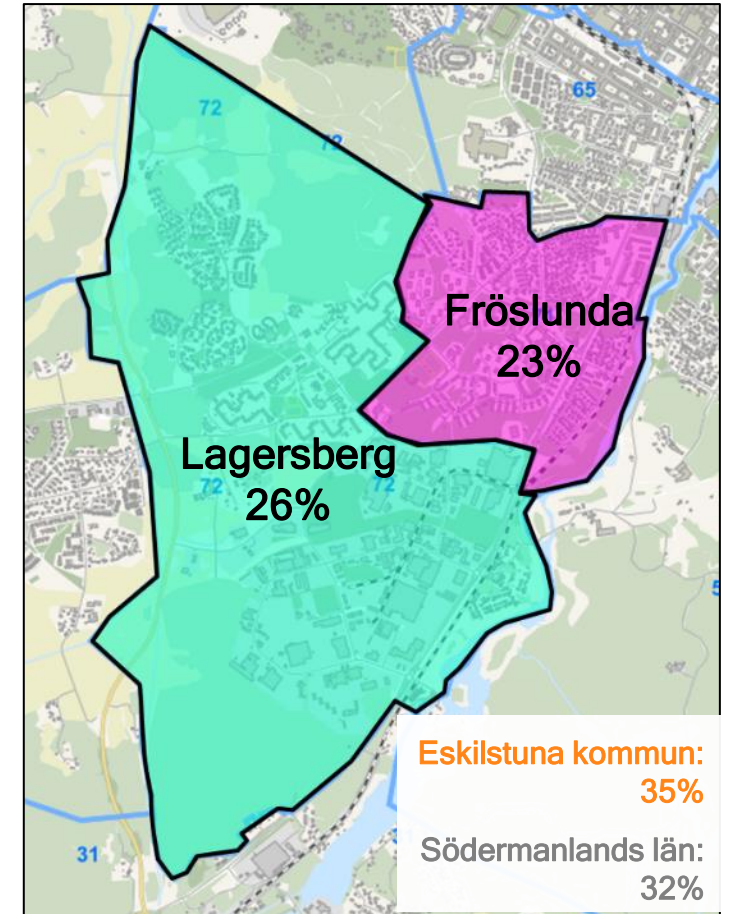 65
72
72
Fröslunda
23%
Lagersberg
26%
72
72
Eskilstuna kommun:
35%
Södermanlands län:
32%
31